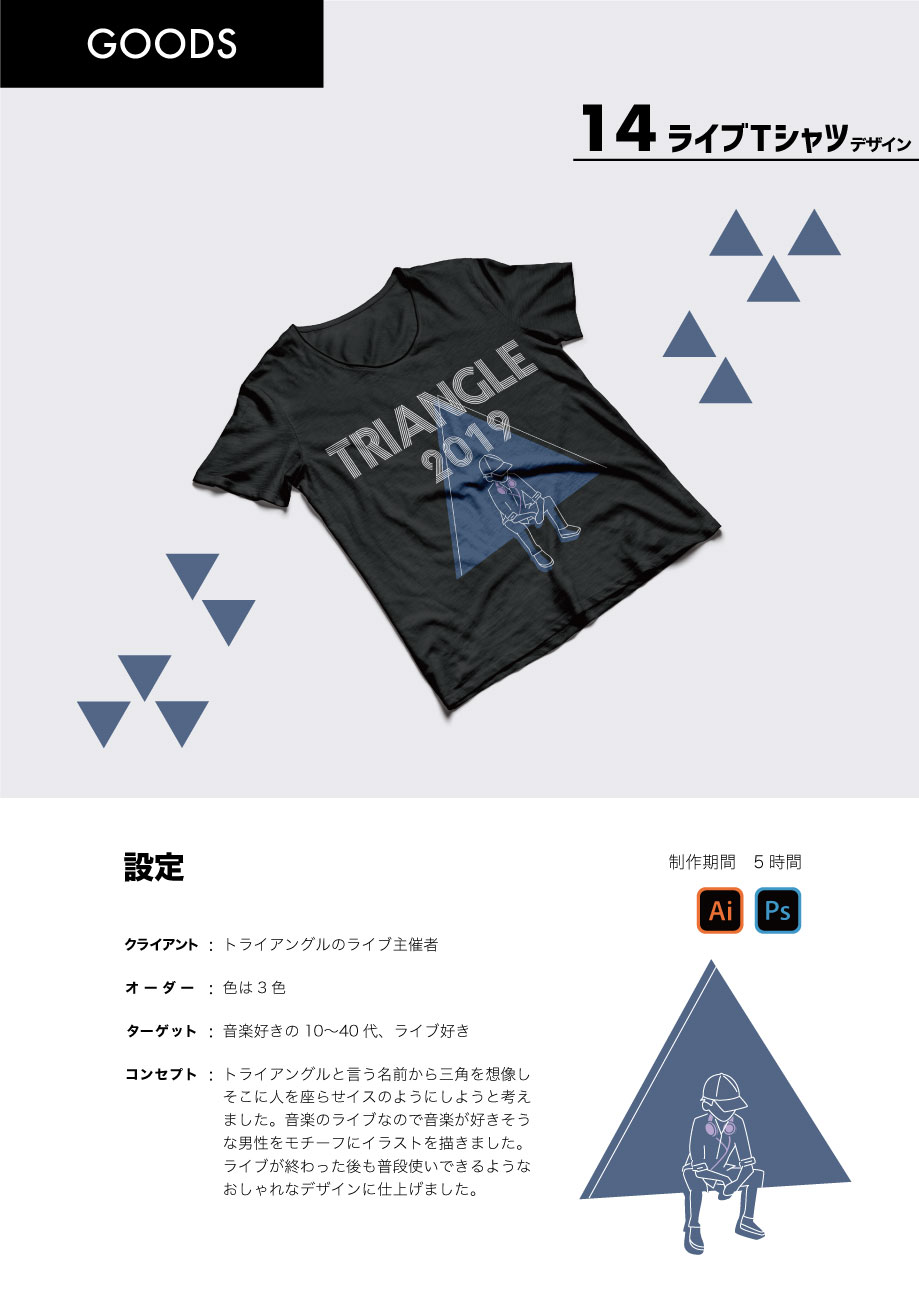 GOODS
14 ライブTシャツデザイン
TRIANGLE
2019
設定
制作期間　5時間
Ai Ps
クライアント : トライアングルのライブ主催者
オーダー : 色は3色
ターゲット : 音楽好きの10〜40代、ライブ好き
コンセプト : トライアングルと言う名前から三角を想像し
そこに人を座らせイスのようにしようと考え
ました。音楽のライブなので音楽が好きそう
な男性をモチーフにイラストを描きました。
ライブが終わった後も普段使いできるような
おしゃれなデザインに仕上げました。